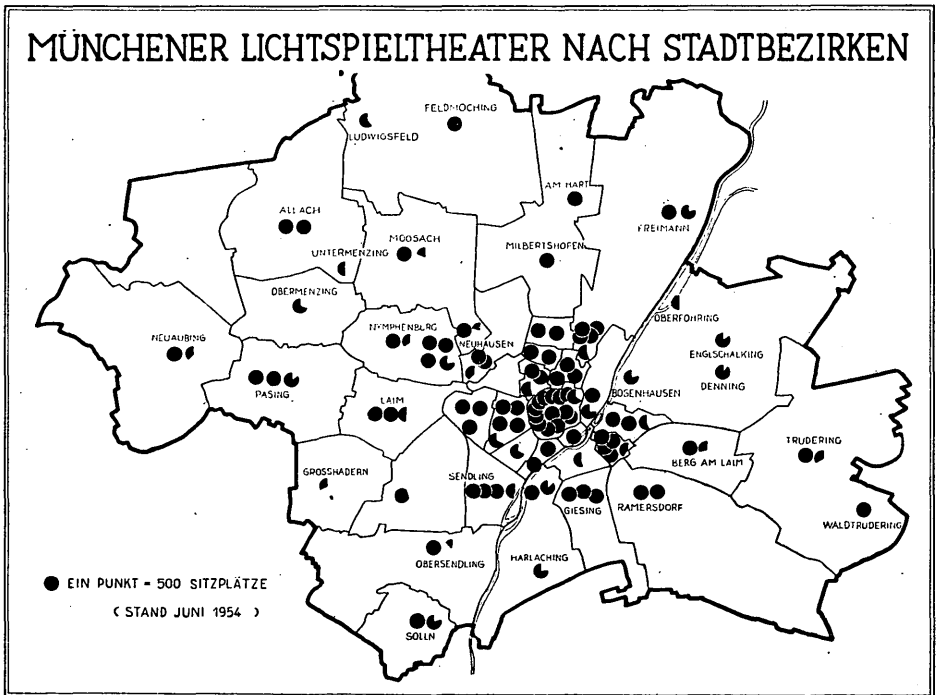 MÜNCHENER LICHTSPIELTHEATER NACH STADTBEZIRKEN
FELDMOCHING
LUDWIGSFELD
AM HART
ALLACH
FREIMANN
MOOSACH
MILBERTSHOFEN
UNTERMENZING
OBERMENZING
OBERFÖHRING
NYMPHENBURG
NEUHAUSEN
NEUAUBING
ENGLSCHALKING
DENNING
PASING
BOGENHAUSEN
LAIM
TRUDERING
BERG AM LAIM
GROSSHADERN
SENDLING
GIESING
RAMERSDORF
WALDTRUDERING
OBERSENDLING
HARLACHING
EIN PUNKT = 500 SITZPLÄTZE
( STAND JUNI 1954 )
SOLLN